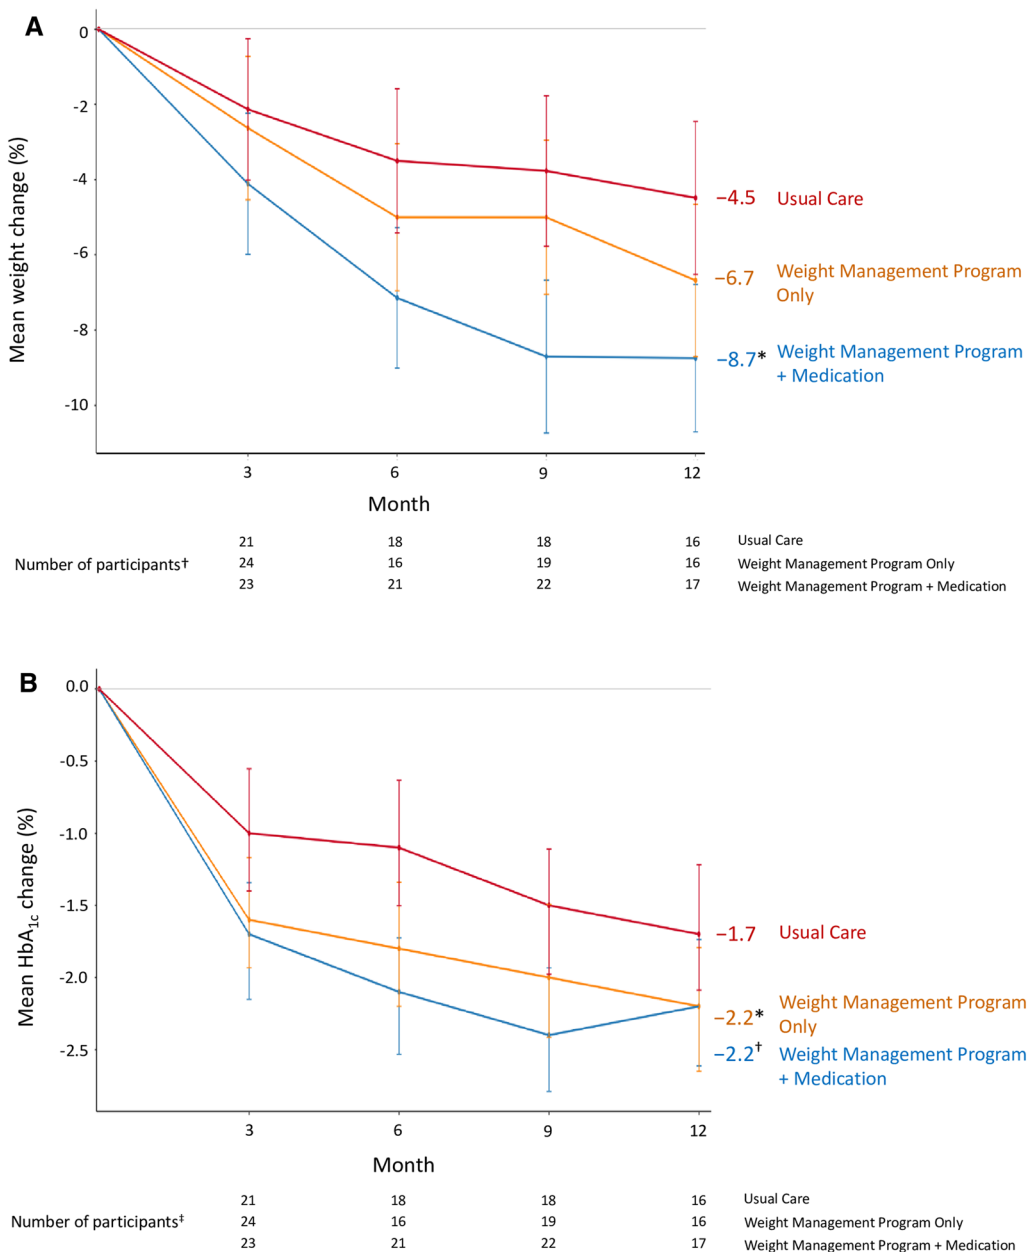 A
0
-2
-4
-6
-8
-10
Mean weight change (%)
−4.5 Usual Care
−6.7 Weight Management Program
Only
−8.7* Weight Management Program
+ Medication
3 6 9 12
Month
Number of participants†
21 18 18 16 Usual Care
24 16 19 16 Weight Management Program Only
23 21 22 17 Weight Management Program + Medication
B
0.0
-0.5
-1.0
-1.5
-2.0
-2.5
Mean HbA1c change (%)
−1.7 Usual Care
−2.2* Weight Management Program
Only
−2.2† Weight Management Program
+ Medication
3 6 9 12
Month
Number of participants‡
21 18 18 16 Usual Care
24 16 19 16 Weight Management Program Only
23 21 22 17 Weight Management Program + Medication